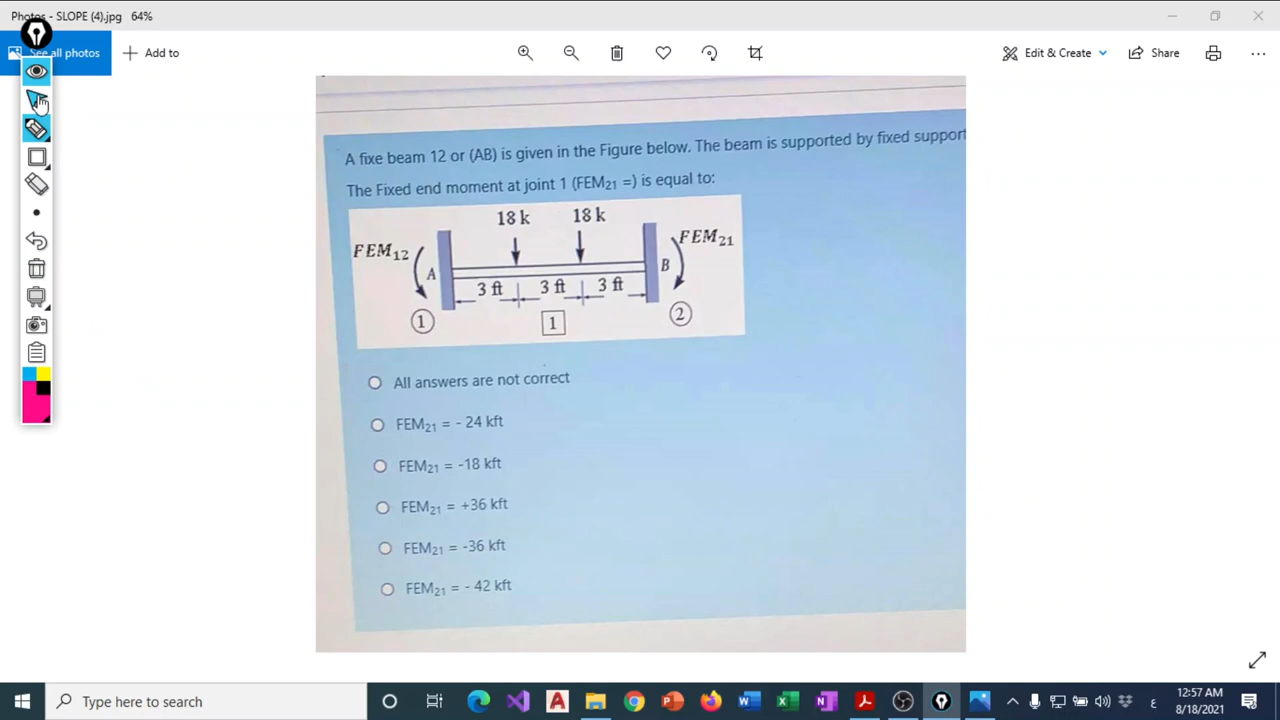 Photos - SLOPE (4).jpg 64%
See all photos
Add to
Edit & Create
Share
A fixe beam 12 or (AB) is given in the Figure below. The beam is supported by fixed support
The Fixed end moment at joint 1 (FEM21 =) is equal to:
18 k 18 k
FEM12 FEM21
A B
3 ft 3 ft 3 ft
1 1 2
All answers are not correct
FEM21 = - 24 kft
FEM21 = -18 kft
FEM21 = +36 kft
FEM21 = -36 kft
FEM21 = - 42 kft
Type here to search
ع
12:57 AM
8/18/2021